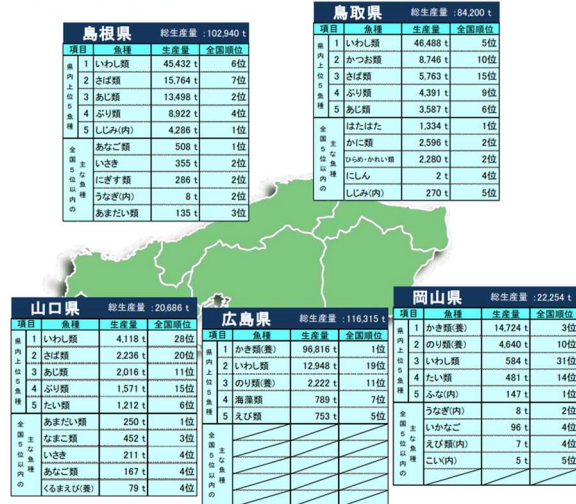 島根県 総生産量 :102,940 t
項目 魚種 生産量 全国順位
県内上位5魚種
1 いわし類 45,432 t 6位
2 さば類 15,764 t 7位
3 あじ類 13,498 t 2位
4 ぶり類 8,922 t 4位
5 しじみ(内) 4,286 t 1位
全国5位以内の主な魚種
あなご類 508 t 1位
いさき 355 t 2位
にぎす類 286 t 2位
うなぎ(内) 8 t 2位
あまだい類 135 t 3位
鳥取県 総生産量 :84,200 t
項目 魚種 生産量 全国順位
県内上位5魚種
1 いわし類 46,488 t 5位
2 かつお類 8,746 t 10位
3 さば類 5,763 t 15位
4 ぶり類 4,391 t 9位
5 あじ類 3,587 t 6位
全国5位以内の主な魚種
はたはた 1,334 t 1位
かに類 2,596 t 2位
ひらめ・かれい類 2,280 t 2位
にしん 2 t 4位
しじみ(内) 270 t 5位
山口県 総生産量 :20,686 t
項目 魚種 生産量 全国順位
県内上位5魚種
1 いわし類 4,118 t 28位
2 さば類 2,236 t 20位
3 あじ類 2,016 t 11位
4 ぶり類 1,571 t 15位
5 たい類 1,212 t 6位
全国5位以内の主な魚種
あまだい類 250 t 1位
なまこ類 452 t 3位
いさき 211 t 4位
あなご類 167 t 4位
くるまえび(養) 79 t 4位
広島県 総生産量 :116,315 t
項目 魚種 生産量 全国順位
県内上位5魚種
1 かき類(養) 96,816 t 1位
2 いわし類 12,948 t 19位
3 のり類(養) 2,222 t 11位
4 海藻類 789 t 7位
5 えび類 753 t 5位
全国5位以内の主な魚種
岡山県 総生産量 :22,254 t
項目 魚種 生産量 全国順位
県内上位5魚種
1 かき類(養) 14,724 t 3位
2 のり類(養) 4,640 t 10位
3 いわし類 584 t 31位
4 たい類 481 t 14位
5 ふな(内) 147 t 1位
全国5位以内の主な魚種
うなぎ(内) 8 t 2位
いかなご 96 t 4位
えび類(内) 7 t 4位
こい(内) 5 t 5位